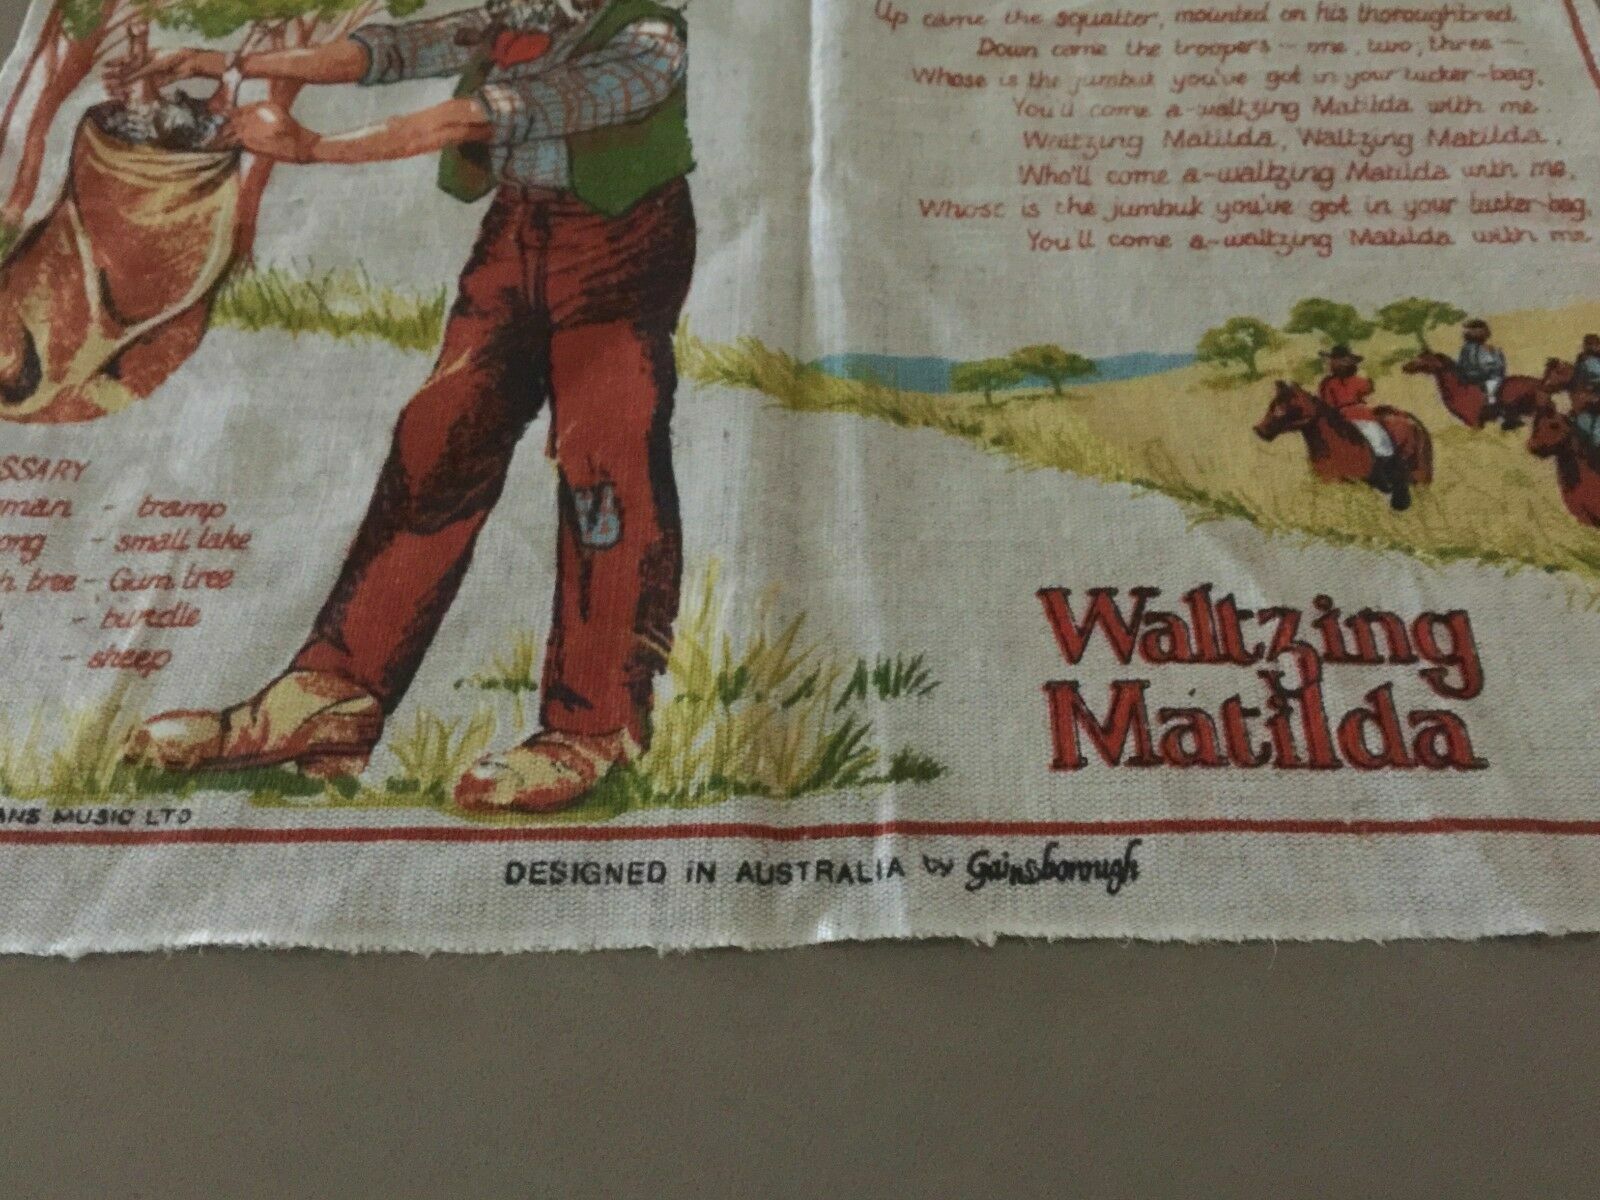 Up came the squatter, mounted on his thoroughbred,
Down came the troopers - one, two, three -,
Whose is the jumbuk you've got in your tucker-bag,
You'll come a-waltzing Matilda with me.
Waltzing Matilda, Waltzing Matilda,
Who'll come a-waltzing Matilda with me,
Whose is the jumbuk you've got in your tucker-bag,
You'll come a-waltzing Matilda with me
SSARY
man - tramp
ong - small lake
h tree - Gum tree
- bundle
- sheep
Waltzing
Matilda
ANS MUSIC LTD
DESIGNED IN AUSTRALIA by Gainsborough